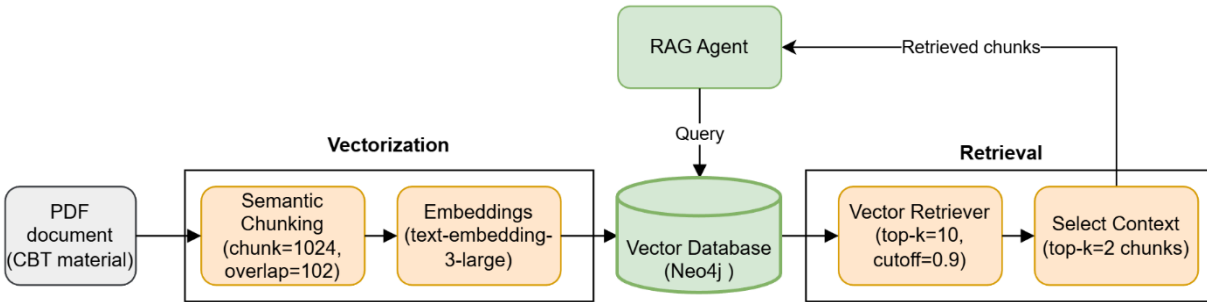 RAG Agent
Retrieved chunks
Query
Vectorization
Retrieval
PDF
document
(CBT material)
Semantic
Chunking
(chunk=1024,
overlap=102)
Embeddings
(text-embedding-
3-large)
Vector Database
(Neo4j )
Vector Retriever
(top-k=10,
cutoff=0.9)
Select Context
(top-k=2 chunks)